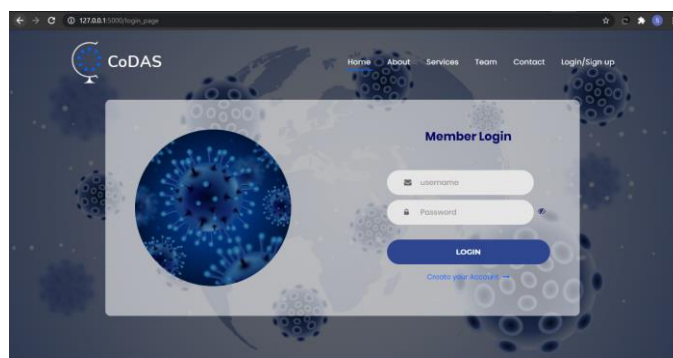 127.0.0.1:5000/login_page
CoDAS
Home About Services Team Contact Login/Sign up
Member Login
username
Password
LOGIN
Create your Account →